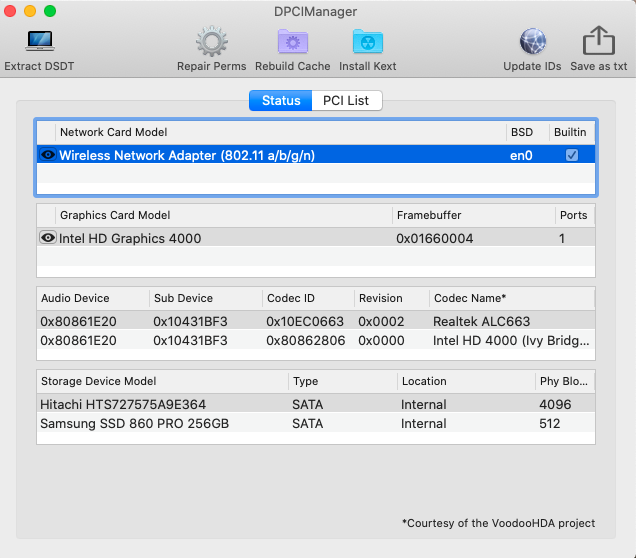 DPCIManager
Extract DSDT Repair Perms Rebuild Cache Install Kext Update IDs Save as txt
Status PCI List
Network Card Model BSD Builtin
Wireless Network Adapter (802.11 a/b/g/n) en0
Graphics Card Model Framebuffer Ports
Intel HD Graphics 4000 0x01660004 1
Audio Device Sub Device Codec ID Revision Codec Name*
0x80861E20 0x10431BF3 0x10EC0663 0x0002 Realtek ALC663
0x80861E20 0x10431BF3 0x80862806 0x0000 Intel HD 4000 (Ivy Bridg...
Storage Device Model Type Location Phy Blo...
Hitachi HTS727575A9E364 SATA Internal 4096
Samsung SSD 860 PRO 256GB SATA Internal 512
*Courtesy of the VoodooHDA project